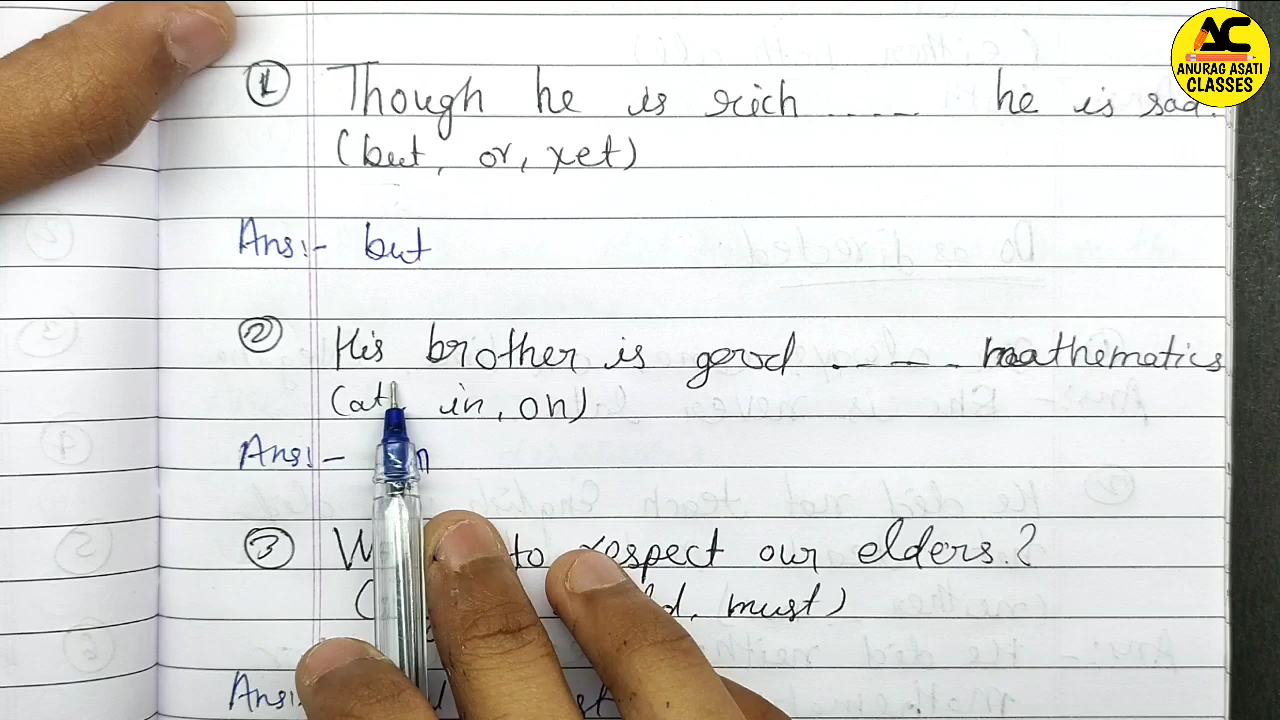 AC
ANURAG ASATI
CLASSES
① Though he is rich ..... he is sad.
(but, or, yet)
Ans:- but
② His brother is good ..... mathematics
(at, in, on)
Ans:-
③ to respect our elders.?
must)
Ans: